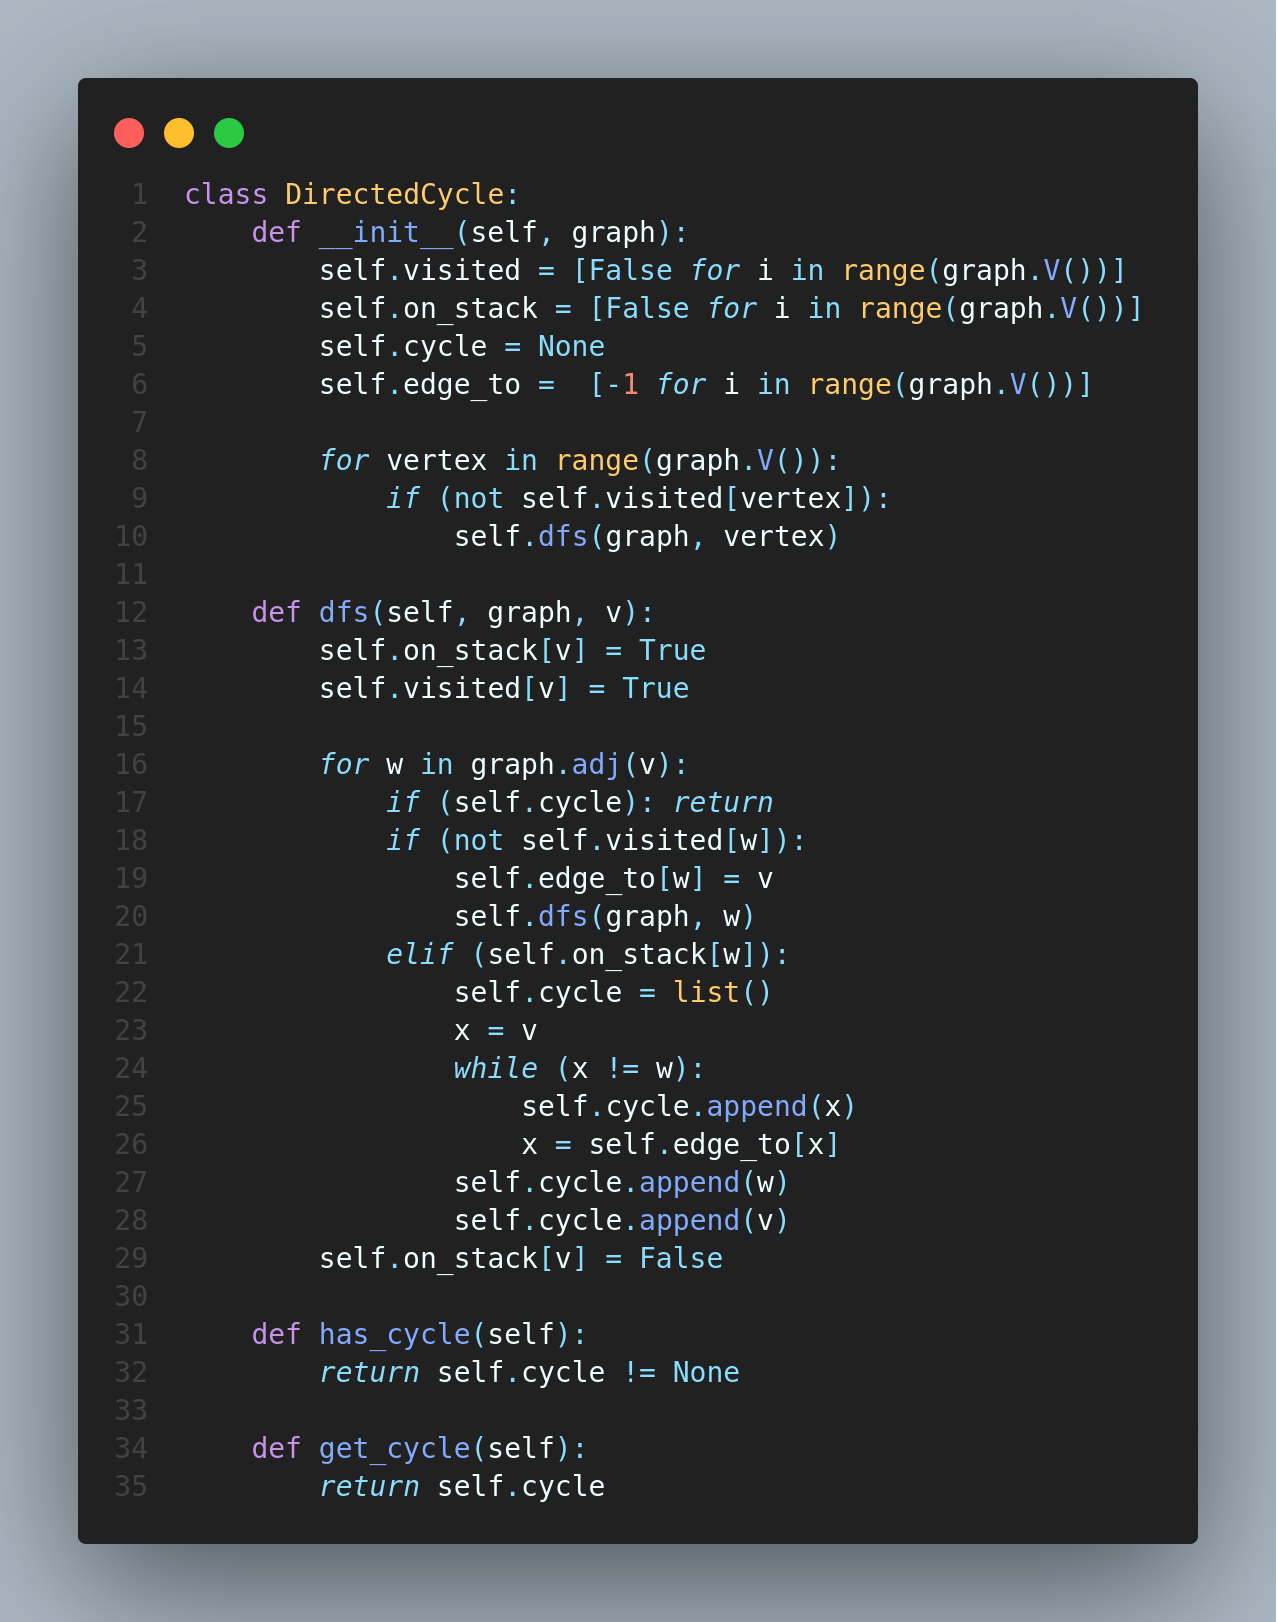 1 class DirectedCycle:
2     def __init__(self, graph):
3         self.visited = [False for i in range(graph.V())]
4         self.on_stack = [False for i in range(graph.V())]
5         self.cycle = None
6         self.edge_to =  [-1 for i in range(graph.V())]
7
8         for vertex in range(graph.V()):
9             if (not self.visited[vertex]):
10                 self.dfs(graph, vertex)
11
12     def dfs(self, graph, v):
13         self.on_stack[v] = True
14         self.visited[v] = True
15
16         for w in graph.adj(v):
17             if (self.cycle): return
18             if (not self.visited[w]):
19                 self.edge_to[w] = v
20                 self.dfs(graph, w)
21             elif (self.on_stack[w]):
22                 self.cycle = list()
23                 x = v
24                 while (x != w):
25                     self.cycle.append(x)
26                     x = self.edge_to[x]
27                 self.cycle.append(w)
28                 self.cycle.append(v)
29         self.on_stack[v] = False
30
31     def has_cycle(self):
32         return self.cycle != None
33
34     def get_cycle(self):
35         return self.cycle